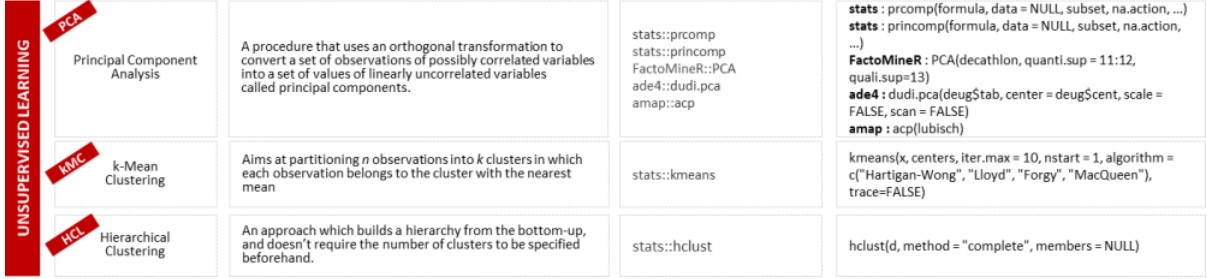 UNSUPERVISED LEARNING
PCA
Principal Component
Analysis
A procedure that uses an orthogonal transformation to
convert a set of observations of possibly correlated variables
into a set of values of linearly uncorrelated variables
called principal components.
stats::prcomp
stats::princomp
FactoMineR::PCA
ade4::dudi.pca
amap::acp
stats : prcomp(formula, data = NULL, subset, na.action, ...)
stats : princomp(formula, data = NULL, subset, na.action,
...)
FactoMineR : PCA(decathlon, quanti.sup = 11:12,
quali.sup=13)
ade4 : dudi.pca(deug$tab, center = deug$cent, scale =
FALSE, scan = FALSE)
amap : acp(lubisch)
kMC
k-Mean
Clustering
Aims at partitioning n observations into k clusters in which
each observation belongs to the cluster with the nearest
mean
stats::kmeans
kmeans(x, centers, iter.max = 10, nstart = 1, algorithm =
c("Hartigan-Wong", "Lloyd", "Forgy", "MacQueen"),
trace=FALSE)
HCL
Hierarchical
Clustering
An approach which builds a hierarchy from the bottom-up,
and doesn't require the number of clusters to be specified
beforehand.
stats::hclust
hclust(d, method = "complete", members = NULL)